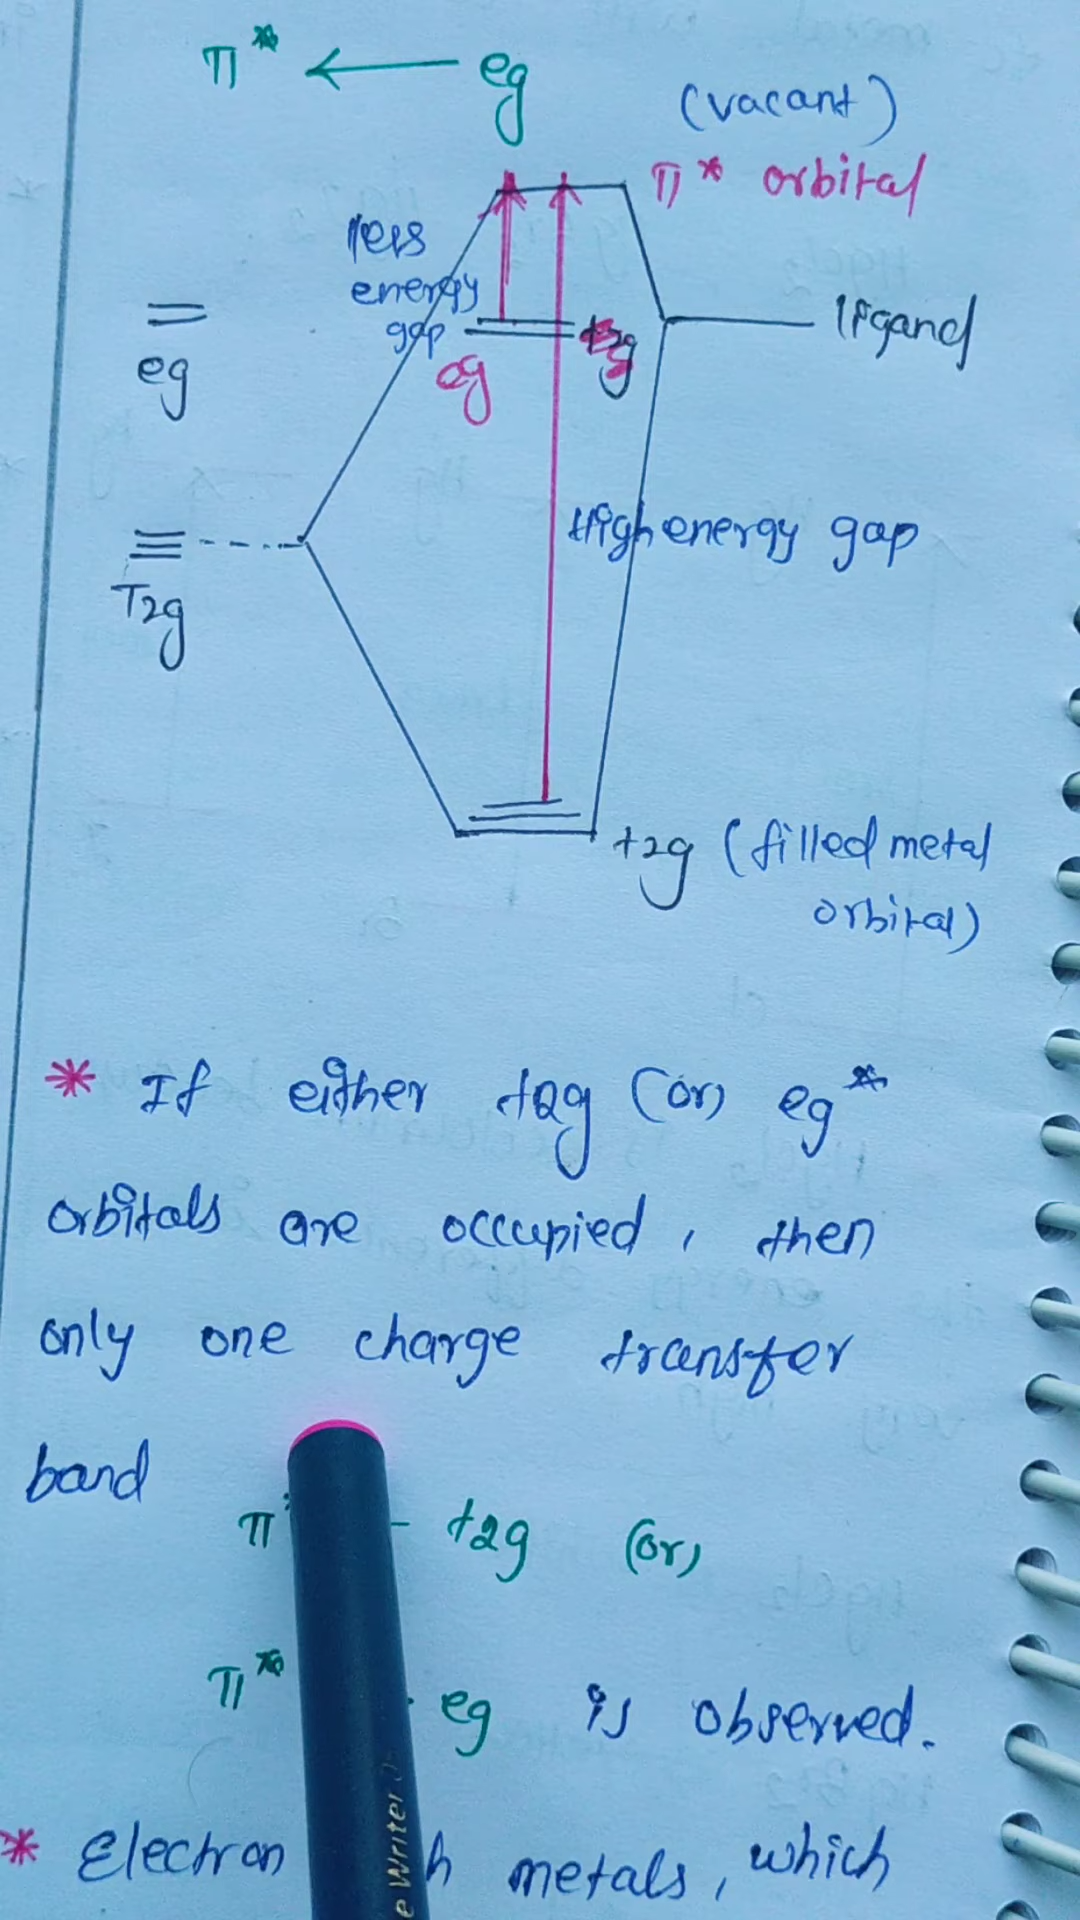 π* ← eg
(vacant)
π* orbital
less
energy
gap
eg
ligand
eg
High energy gap
T2g
t2g (filled metal
orbital)
* If either t2g (or) eg*
orbitals are occupied, then
only one charge transfer
band
π t2g (or)
π* eg is observed.
* Electron h metals, which
e Writer